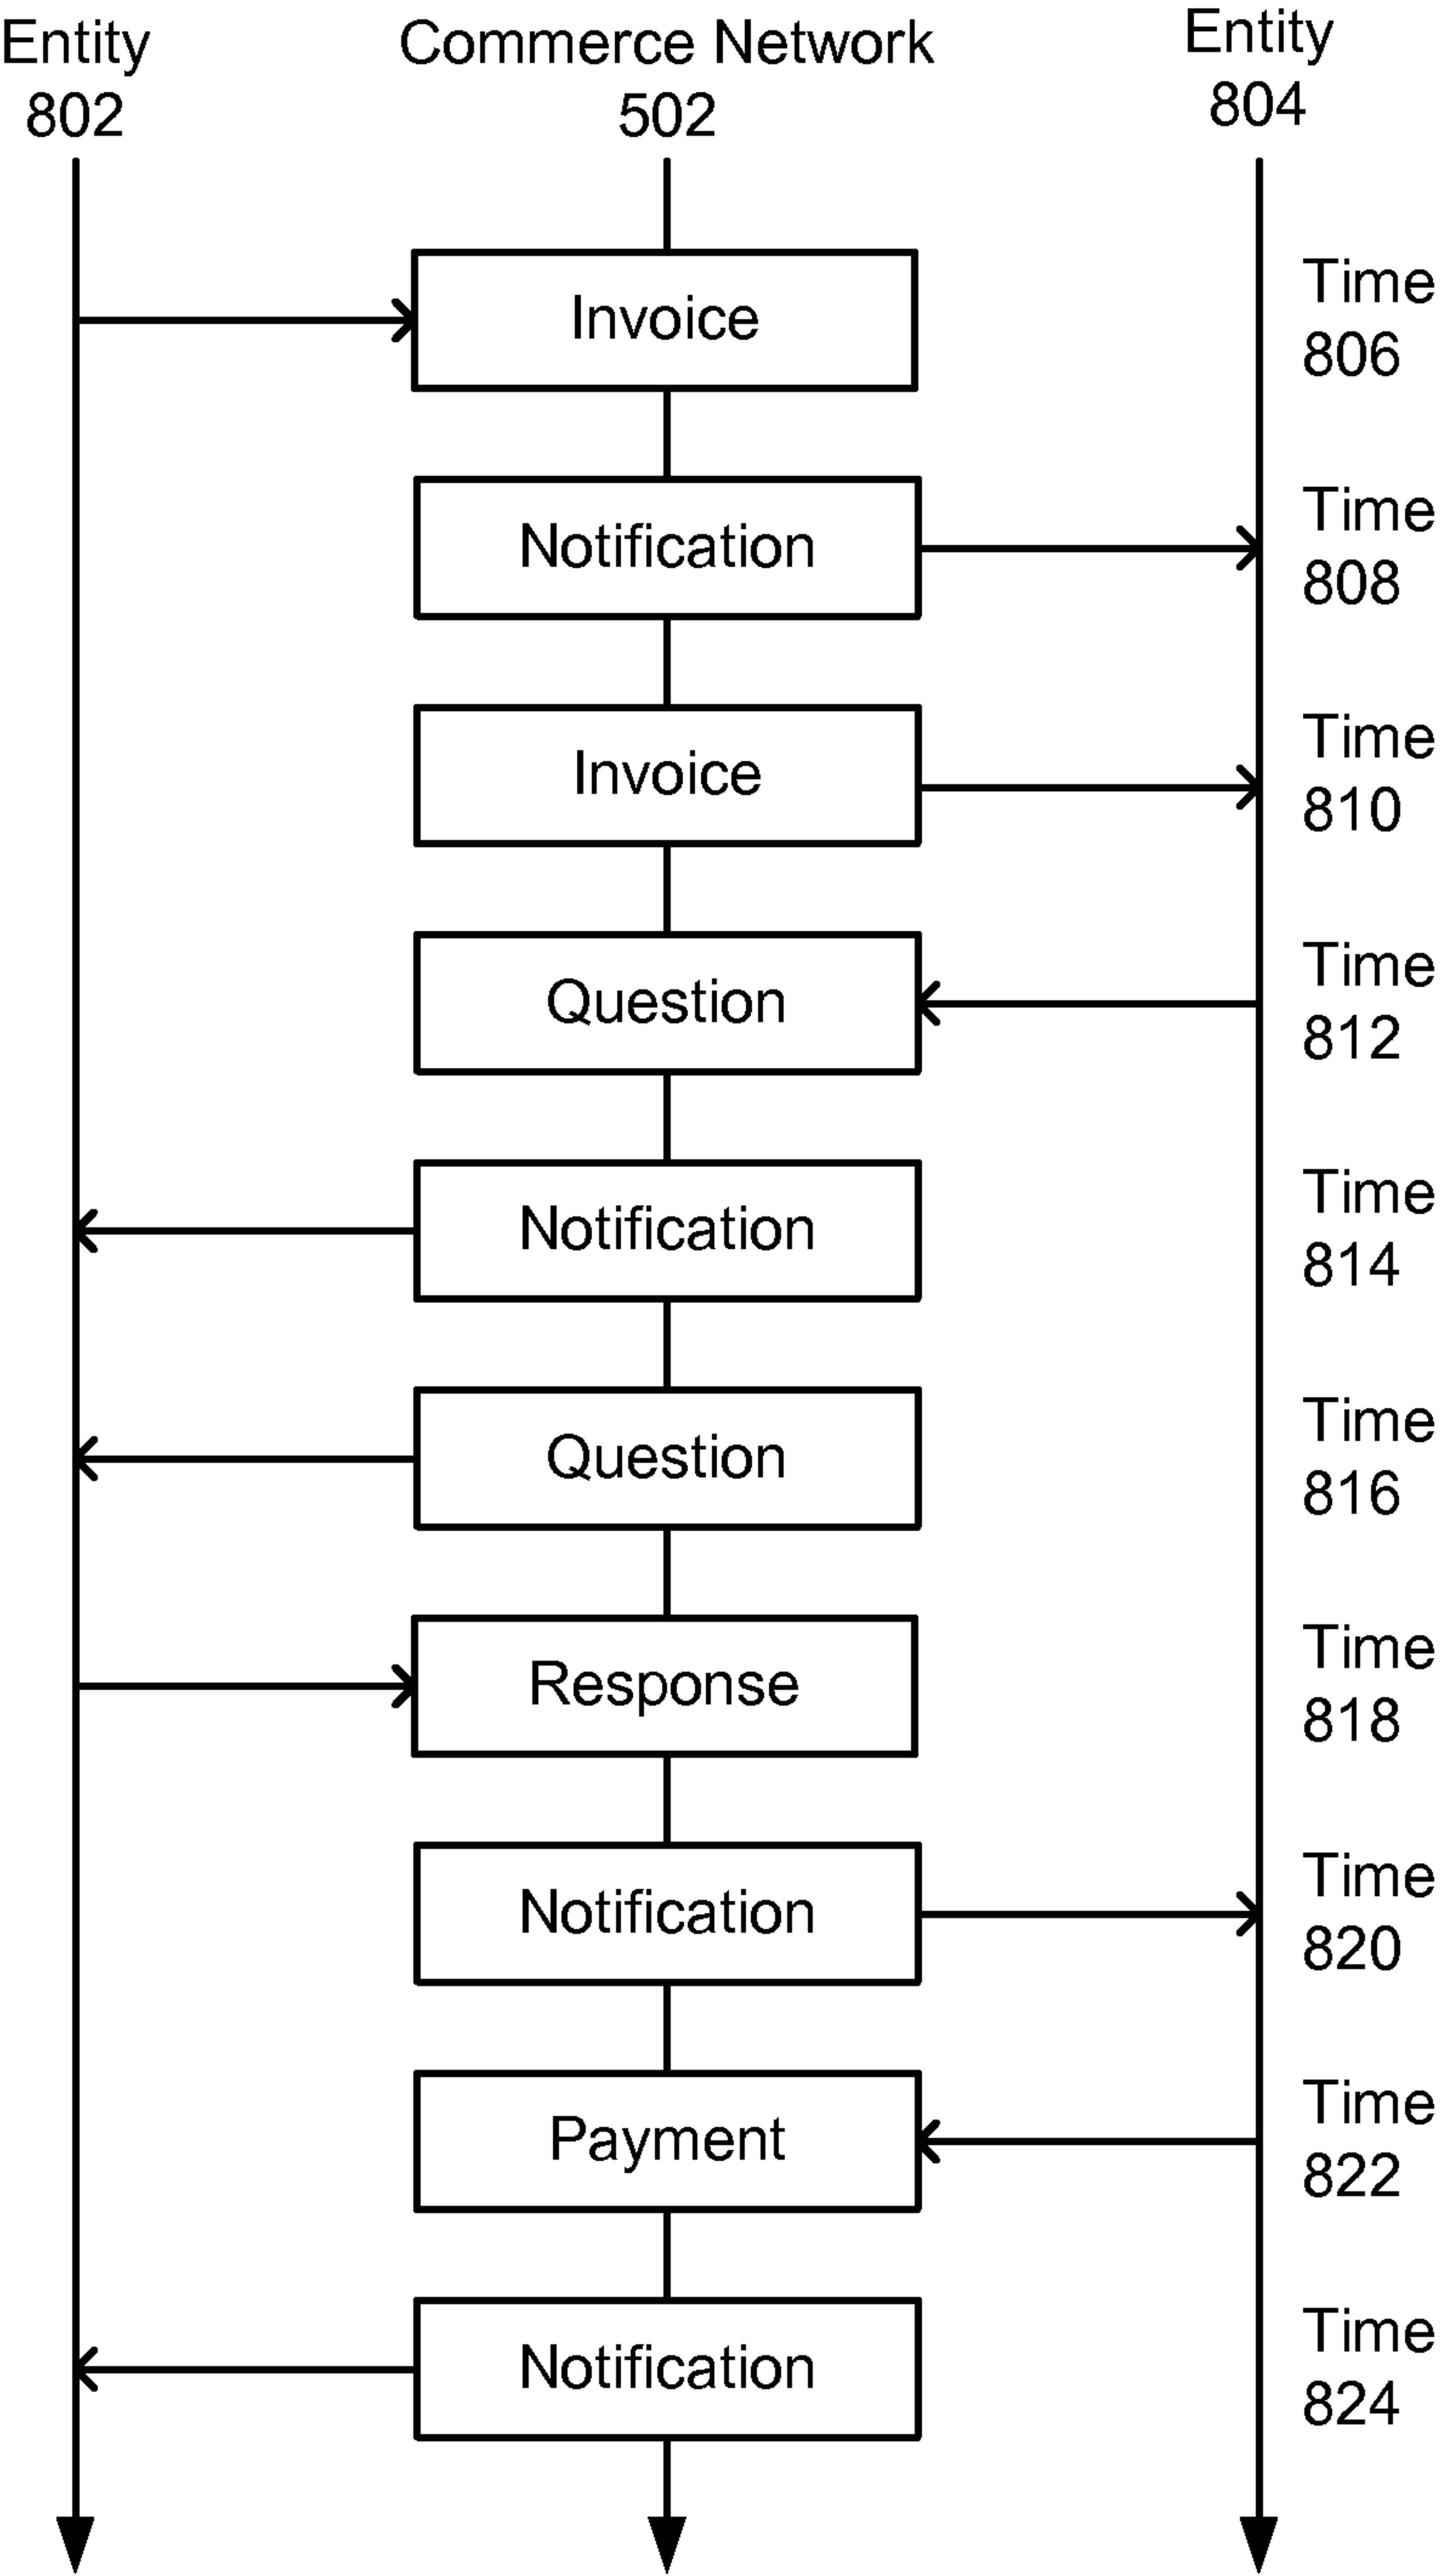 Entity
802
Commerce Network
502
Entity
804
Invoice
Time
806
Notification
Time
808
Invoice
Time
810
Question
Time
812
Notification
Time
814
Question
Time
816
Response
Time
818
Notification
Time
820
Payment
Time
822
Notification
Time
824